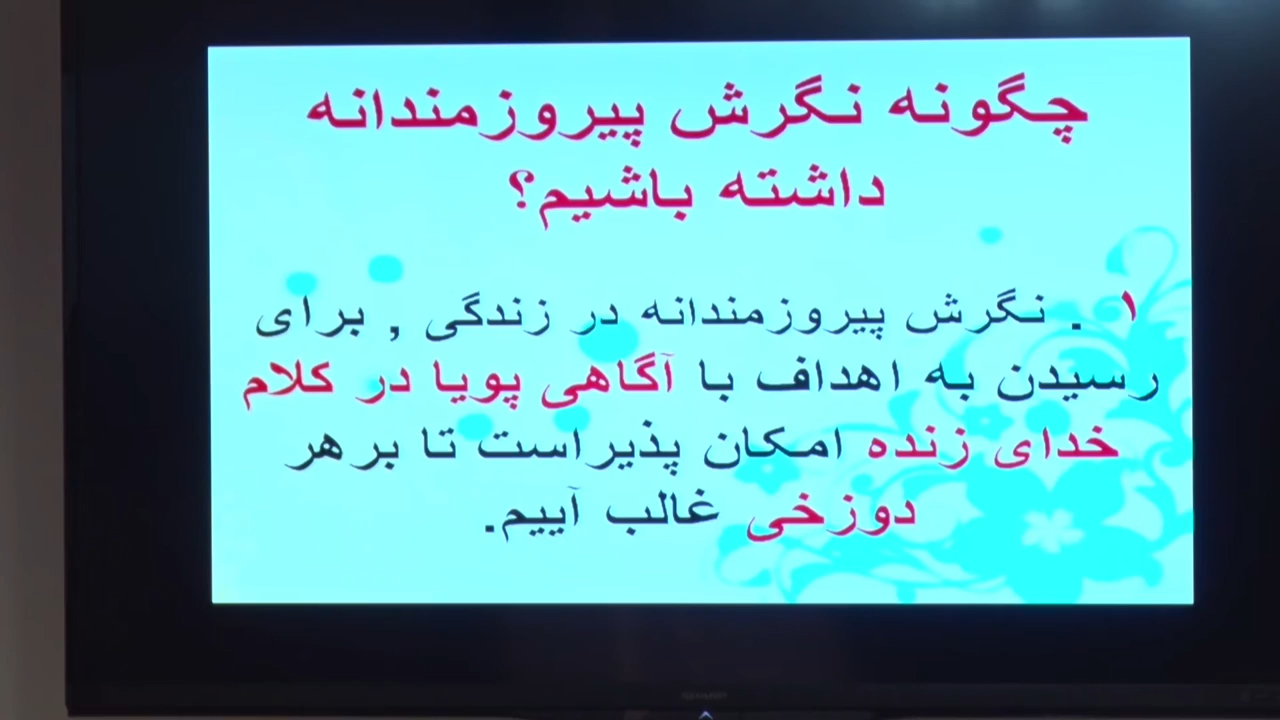 چگونه نگرش پیروزمندانه
داشته باشیم؟
۱ . نگرش پیروزمندانه در زندگی , برای
رسیدن به اهداف با آگاهی پویا در کلام
خدای زنده امکان پذیراست تا برهر
دوزخی غالب آییم.
SHARP